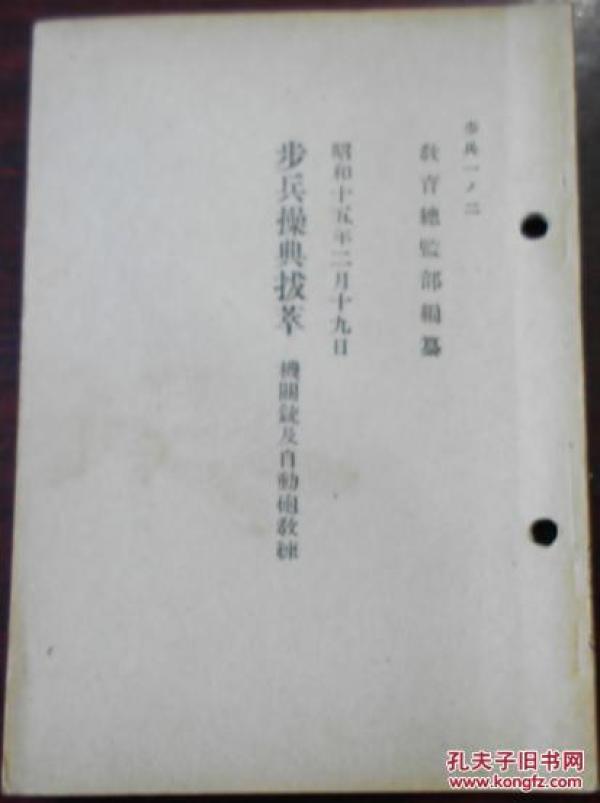 步兵一ノ二
教育總監部編纂
昭和十五年二月十九日
步兵操典拔萃 機關銃及自動砲教練
孔夫子旧书网
www.kongfz.com